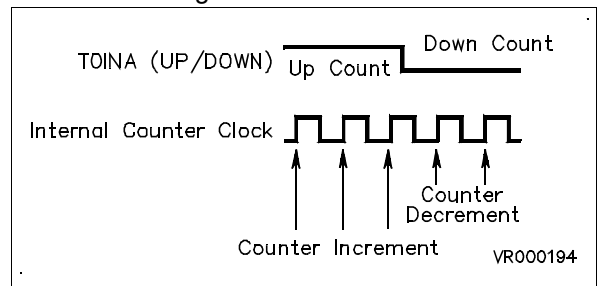 Down Count
TOINA (UP/DOWN)
Up Count
Internal Counter Clock
Counter
Decrement
Counter Increment
VR000194